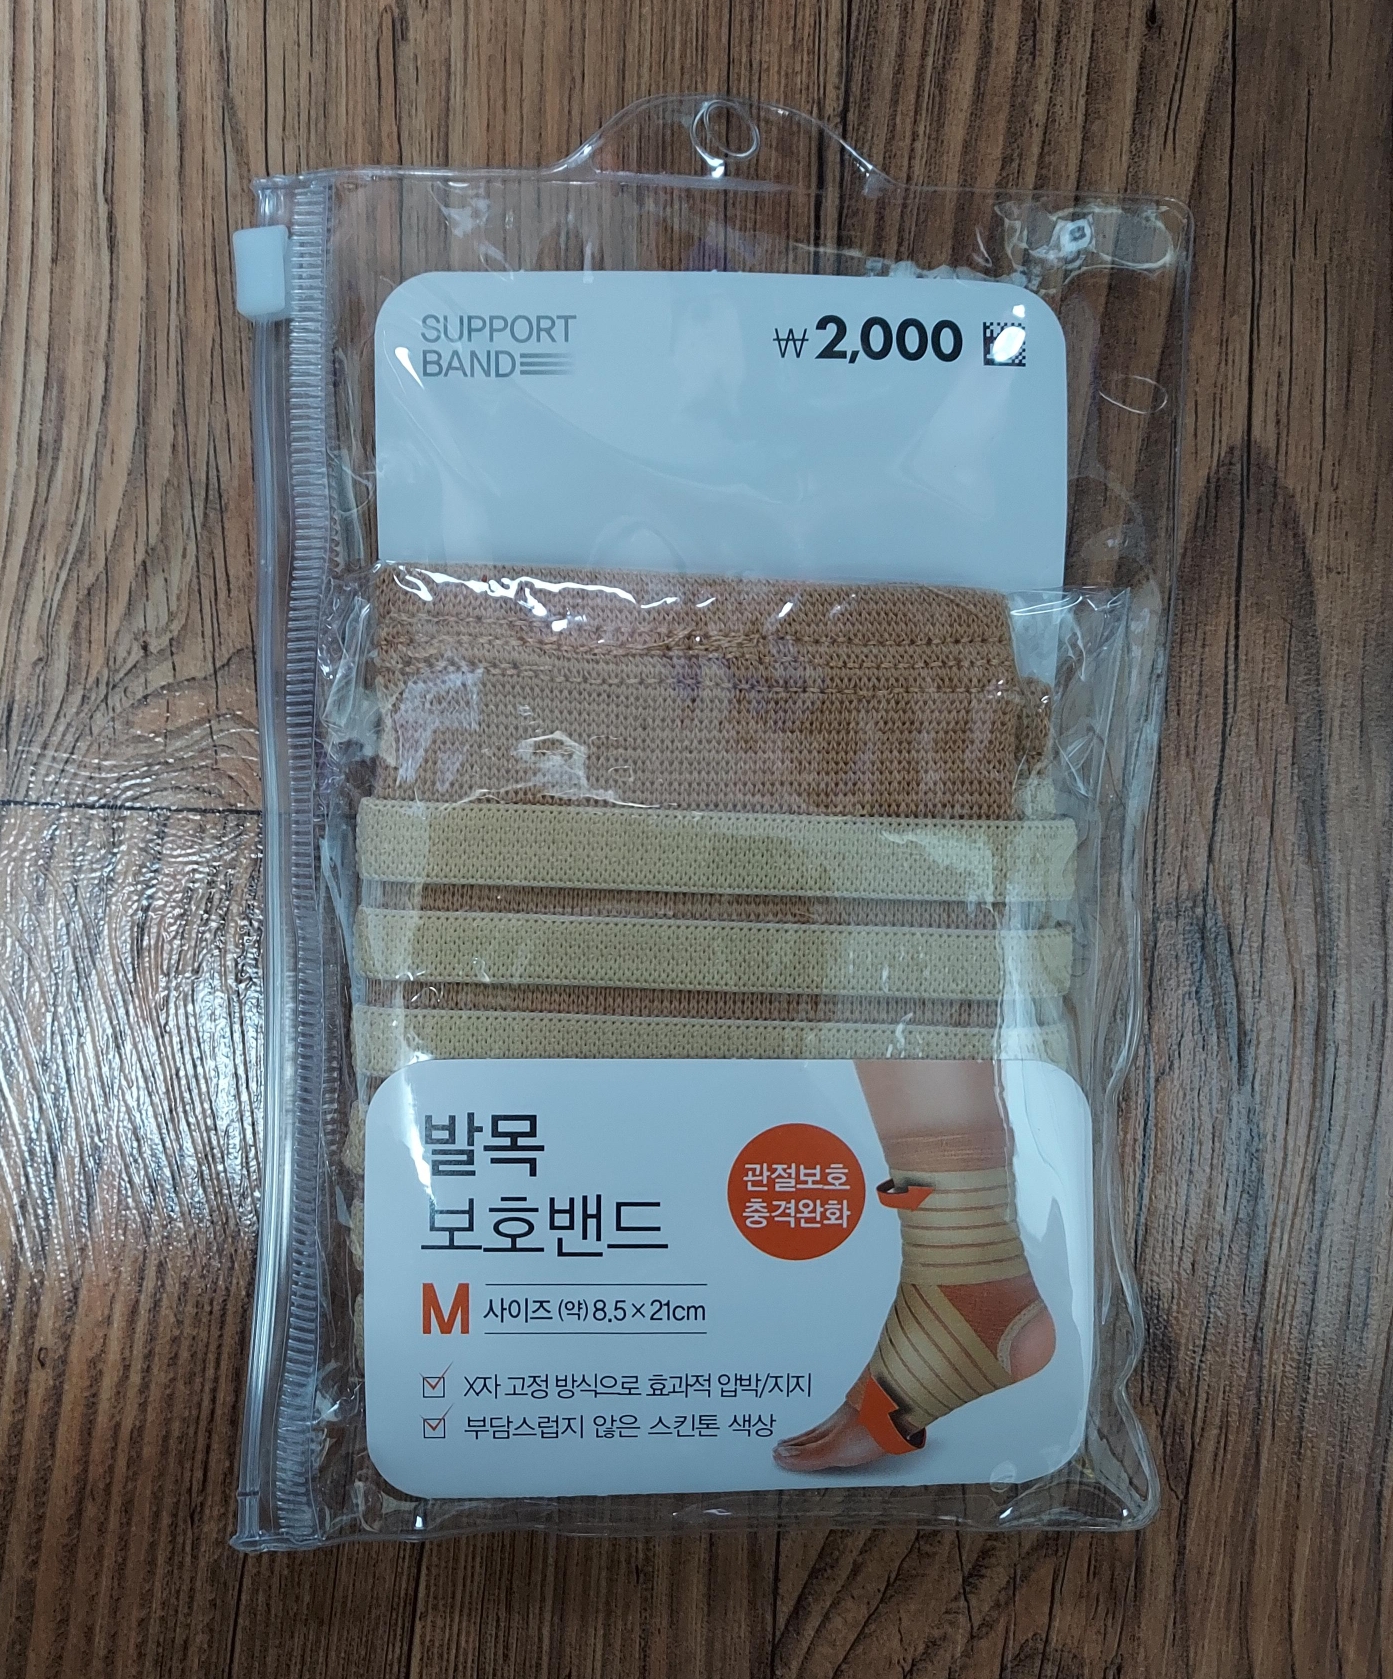 SUPPORT
BAND
₩2,000
발목
보호밴드
관절보호
충격완화
M 사이즈 (약) 8.5×21cm
X자 고정 방식으로 효과적 압박/지지
부담스럽지 않은 스킨톤 색상